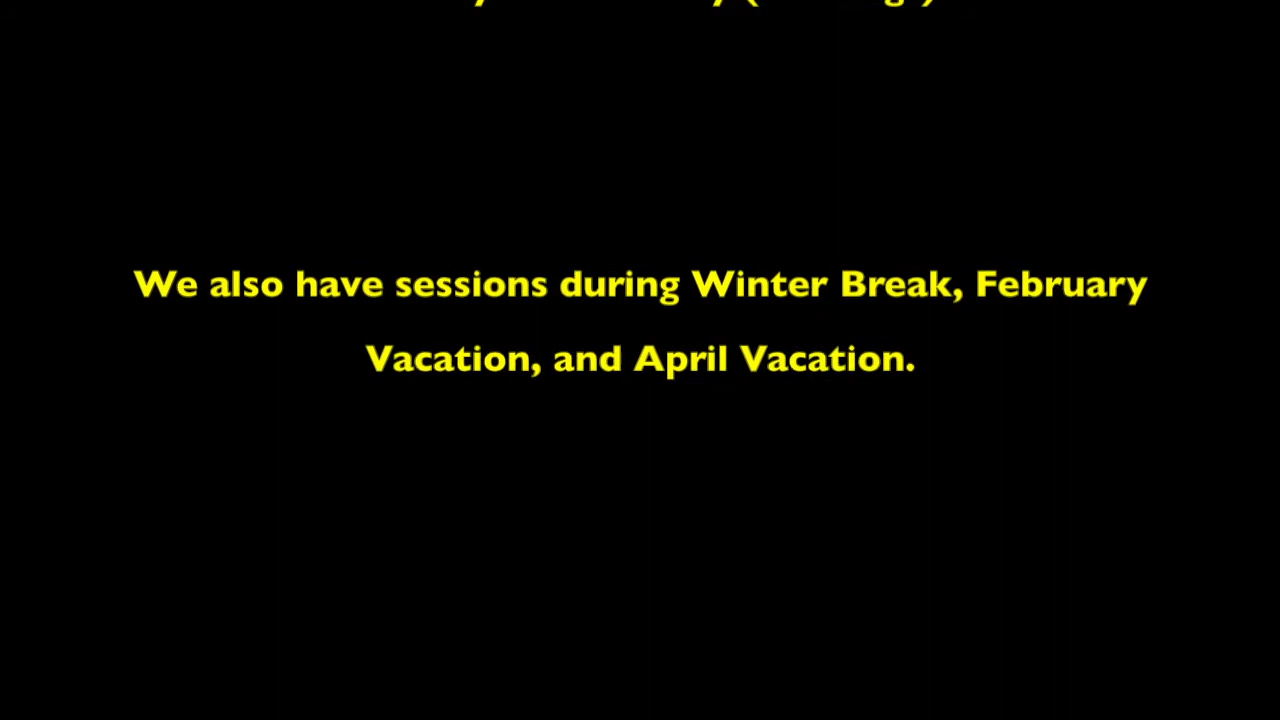 We also have sessions during Winter Break, February
Vacation, and April Vacation.